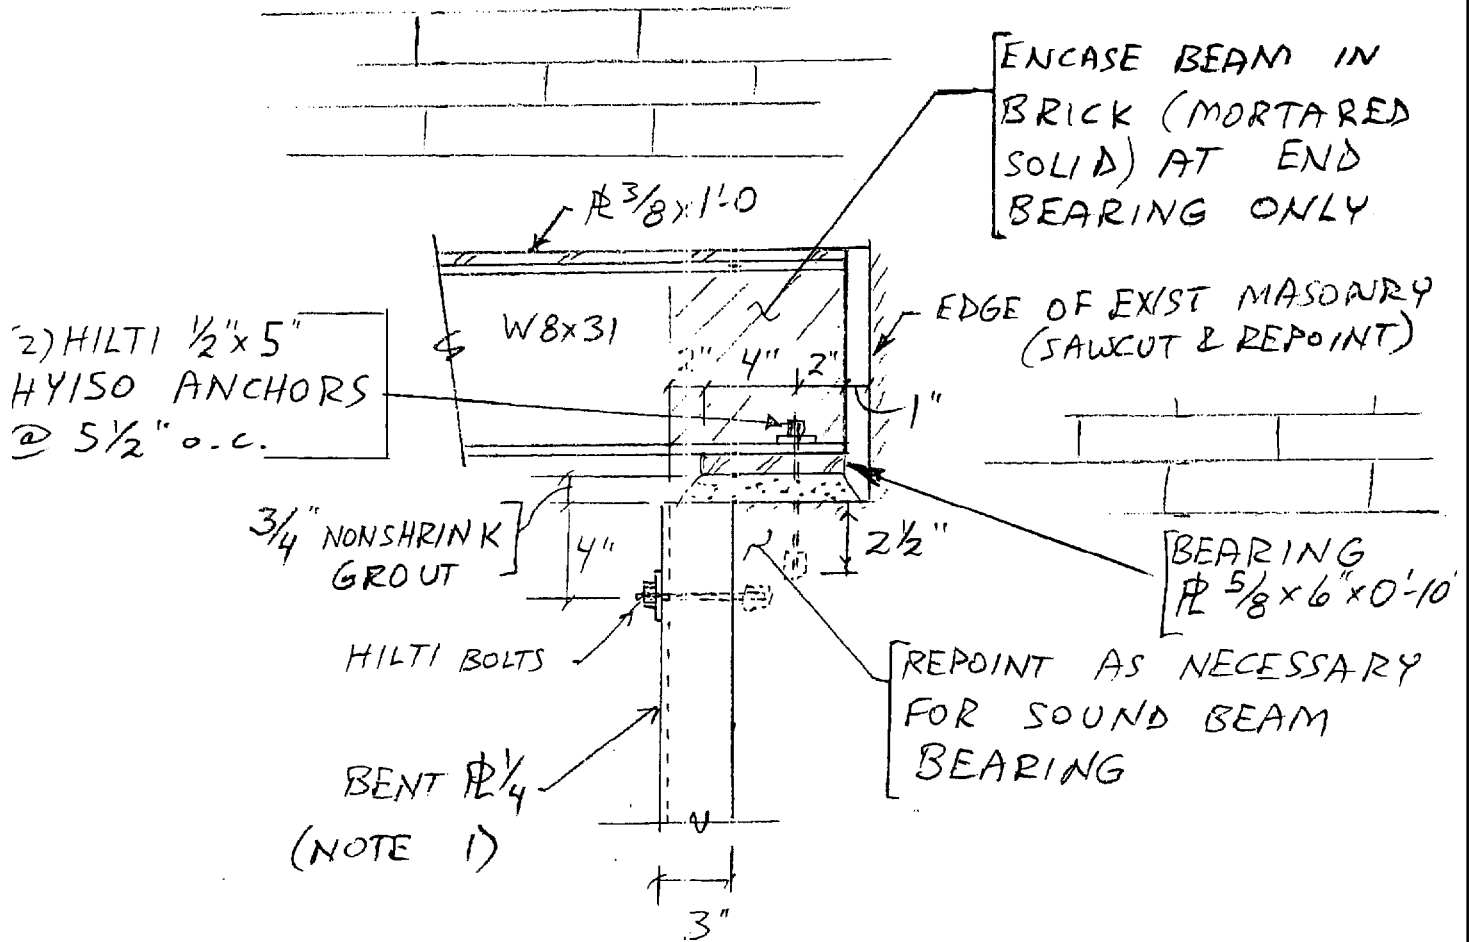 ENCASE BEAM IN
BRICK (MORTARED
SOLID) AT END
BEARING ONLY
PL 3/8 x 1'-0
EDGE OF EXIST MASONRY
(SAWCUT & REPOINT)
W8x31
2) HILTI 1/2" x 5"
HY150 ANCHORS
@ 5 1/2" o.c.
4"
2"
1"
3/4" NONSHRINK
GROUT
4"
2 1/2"
BEARING
PL 5/8 x 6" x 0'-10
HILTI BOLTS
REPOINT AS NECESSARY
FOR SOUND BEAM
BEARING
BENT PL 1/4
(NOTE 1)
3"